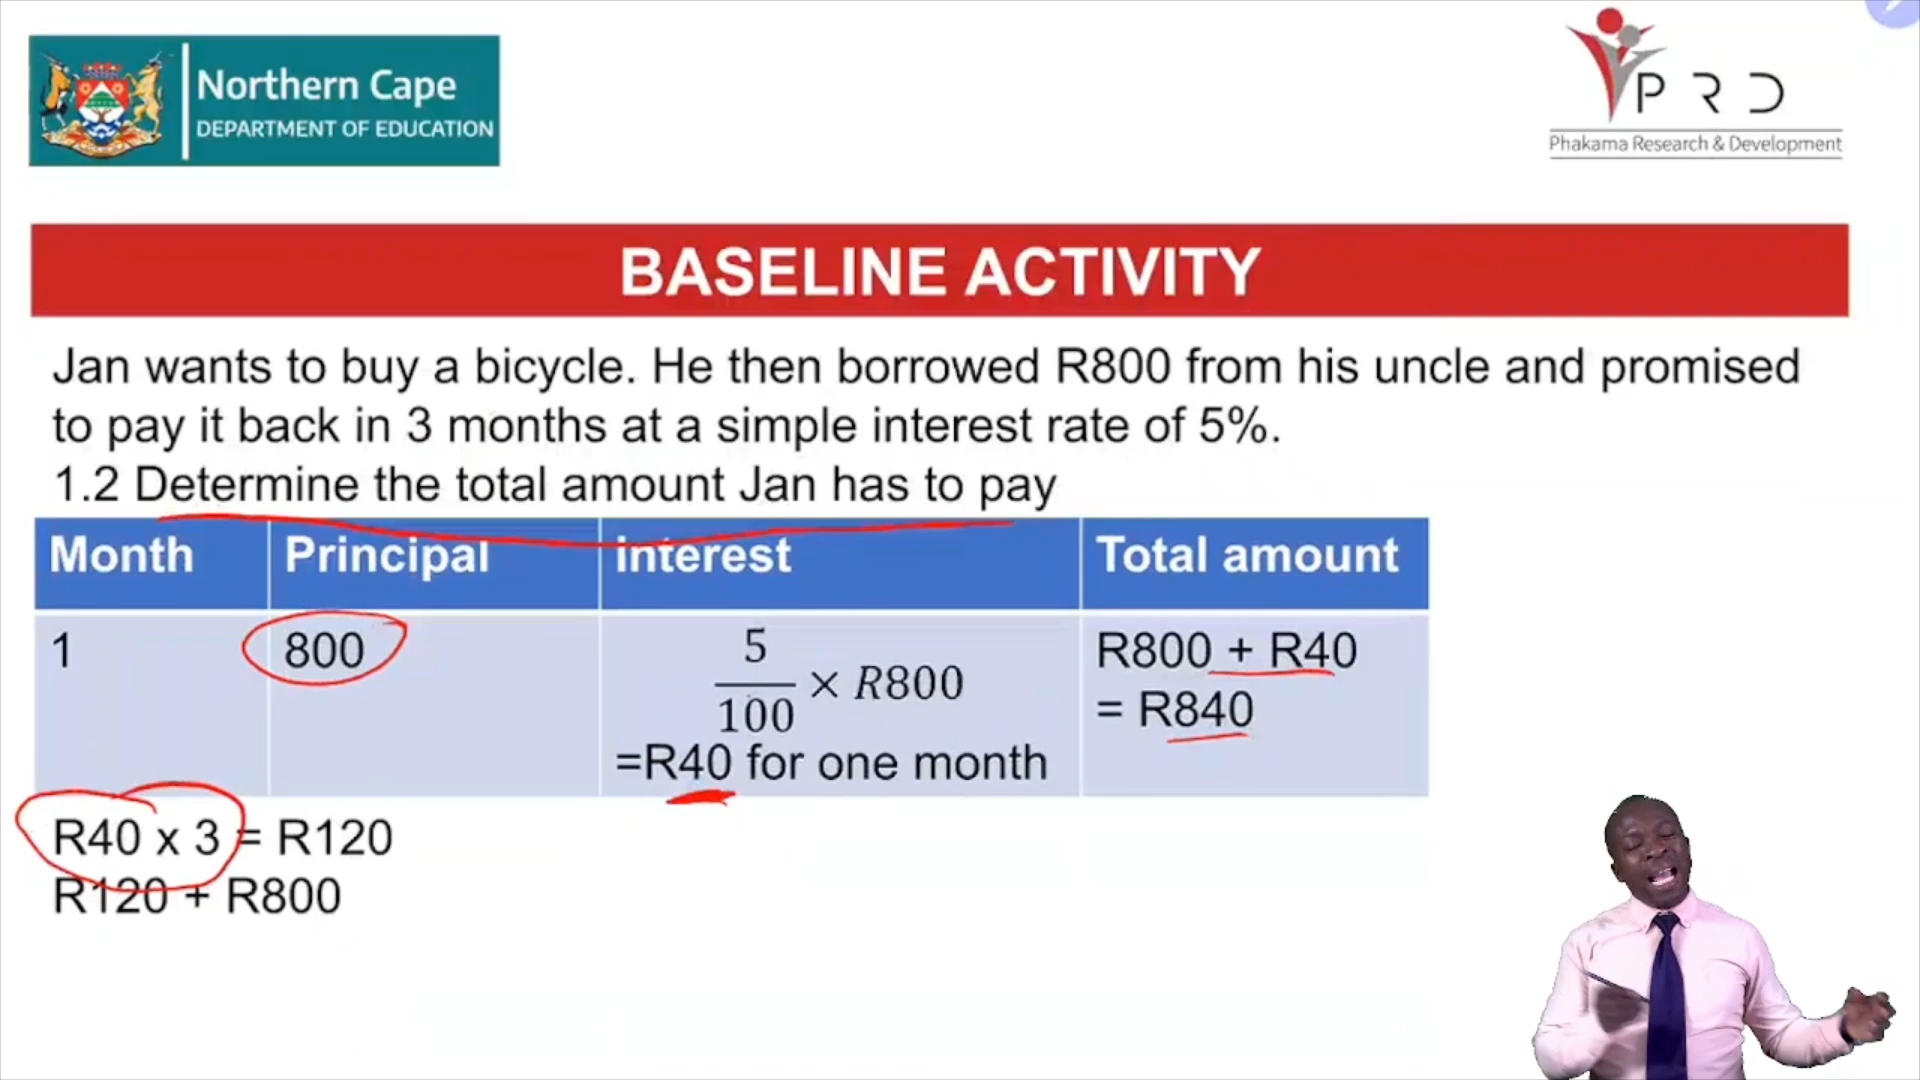 Northern Cape
DEPARTMENT OF EDUCATION
PRD
Phakama Research & Development
BASELINE ACTIVITY
Jan wants to buy a bicycle. He then borrowed R800 from his uncle and promised
to pay it back in 3 months at a simple interest rate of 5%.
1.2 Determine the total amount Jan has to pay
Month Principal Interest Total amount
1 800 5/100 × R800 R800 + R40
= R840
=R40 for one month
R40 x 3 = R120
R120 + R800